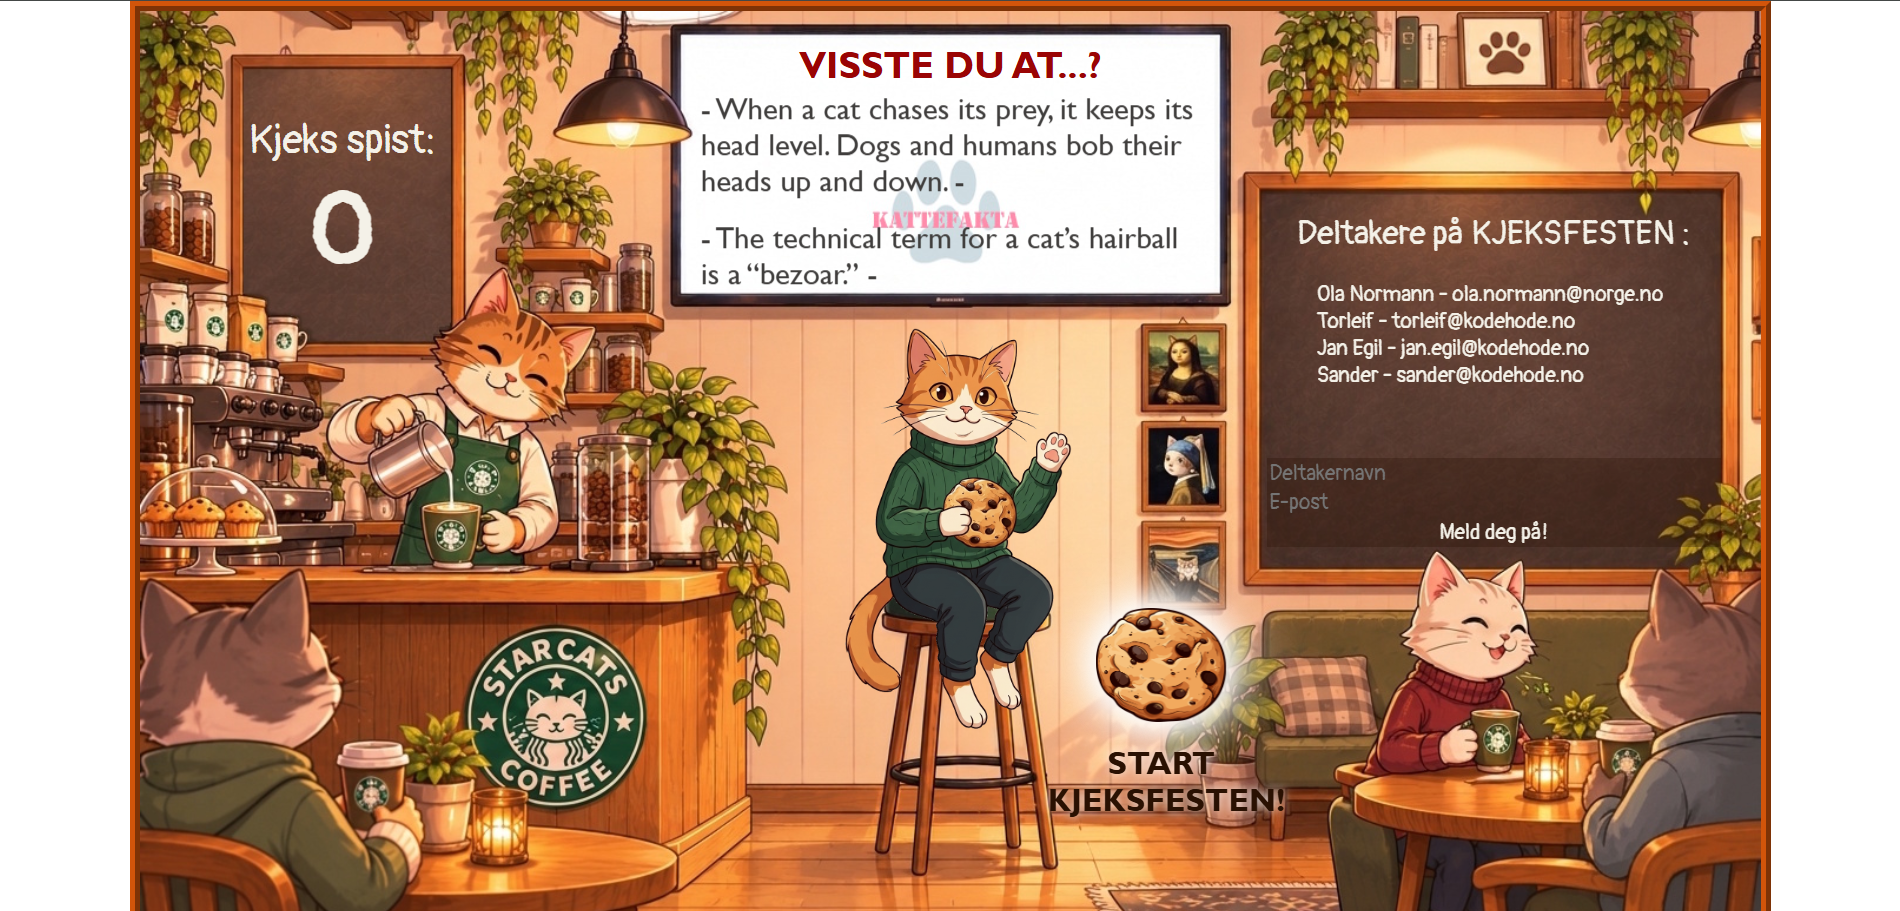 Kjeks spist:
0
VISSTE DU AT...?
- When a cat chases its prey, it keeps its
head level. Dogs and humans bob their
heads up and down. -
KATTEFAKTA
- The technical term for a cat’s hairball
is a “bezoar.” -
Deltakere på KJEKSFESTEN :
Ola Normann - ola.normann@norge.no
Torleif - torleif@kodehode.no
Jan Egil - jan.egil@kodehode.no
Sander - sander@kodehode.no
Deltakernavn
E-post
Meld deg på!
STARCATS
COFFEE
START
KJEKSFESTEN!